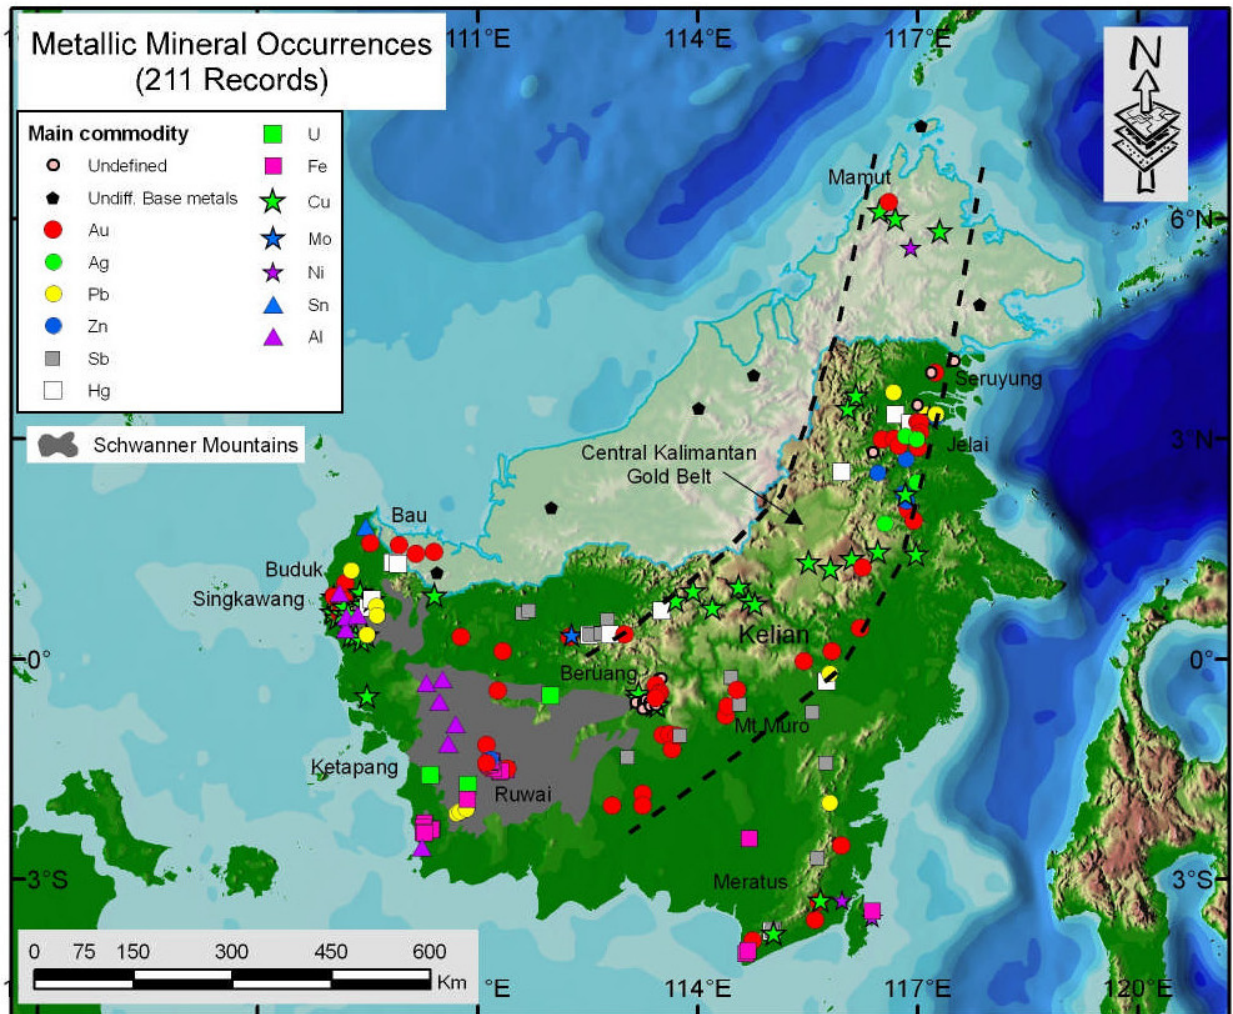 Metallic Mineral Occurrences
(211 Records)
111°E
114°E
117°E
N
Main commodity
Undefined
Undiff. Base metals
Au
Ag
Pb
Zn
Sb
Hg
U
Fe
Cu
Mo
Ni
Sn
Al
Schwanner Mountains
Mamut
6°N
Seruyung
3°N
Jelai
Central Kalimantan
Gold Belt
Bau
Buduk
Singkawang
Kelian
0°
0°
Beruang
Mt.Muro
Ketapang
Ruwai
Meratus
3°S
3°S
0 75 150 300 450 600
Km
°E
114°E
117°E
120°E